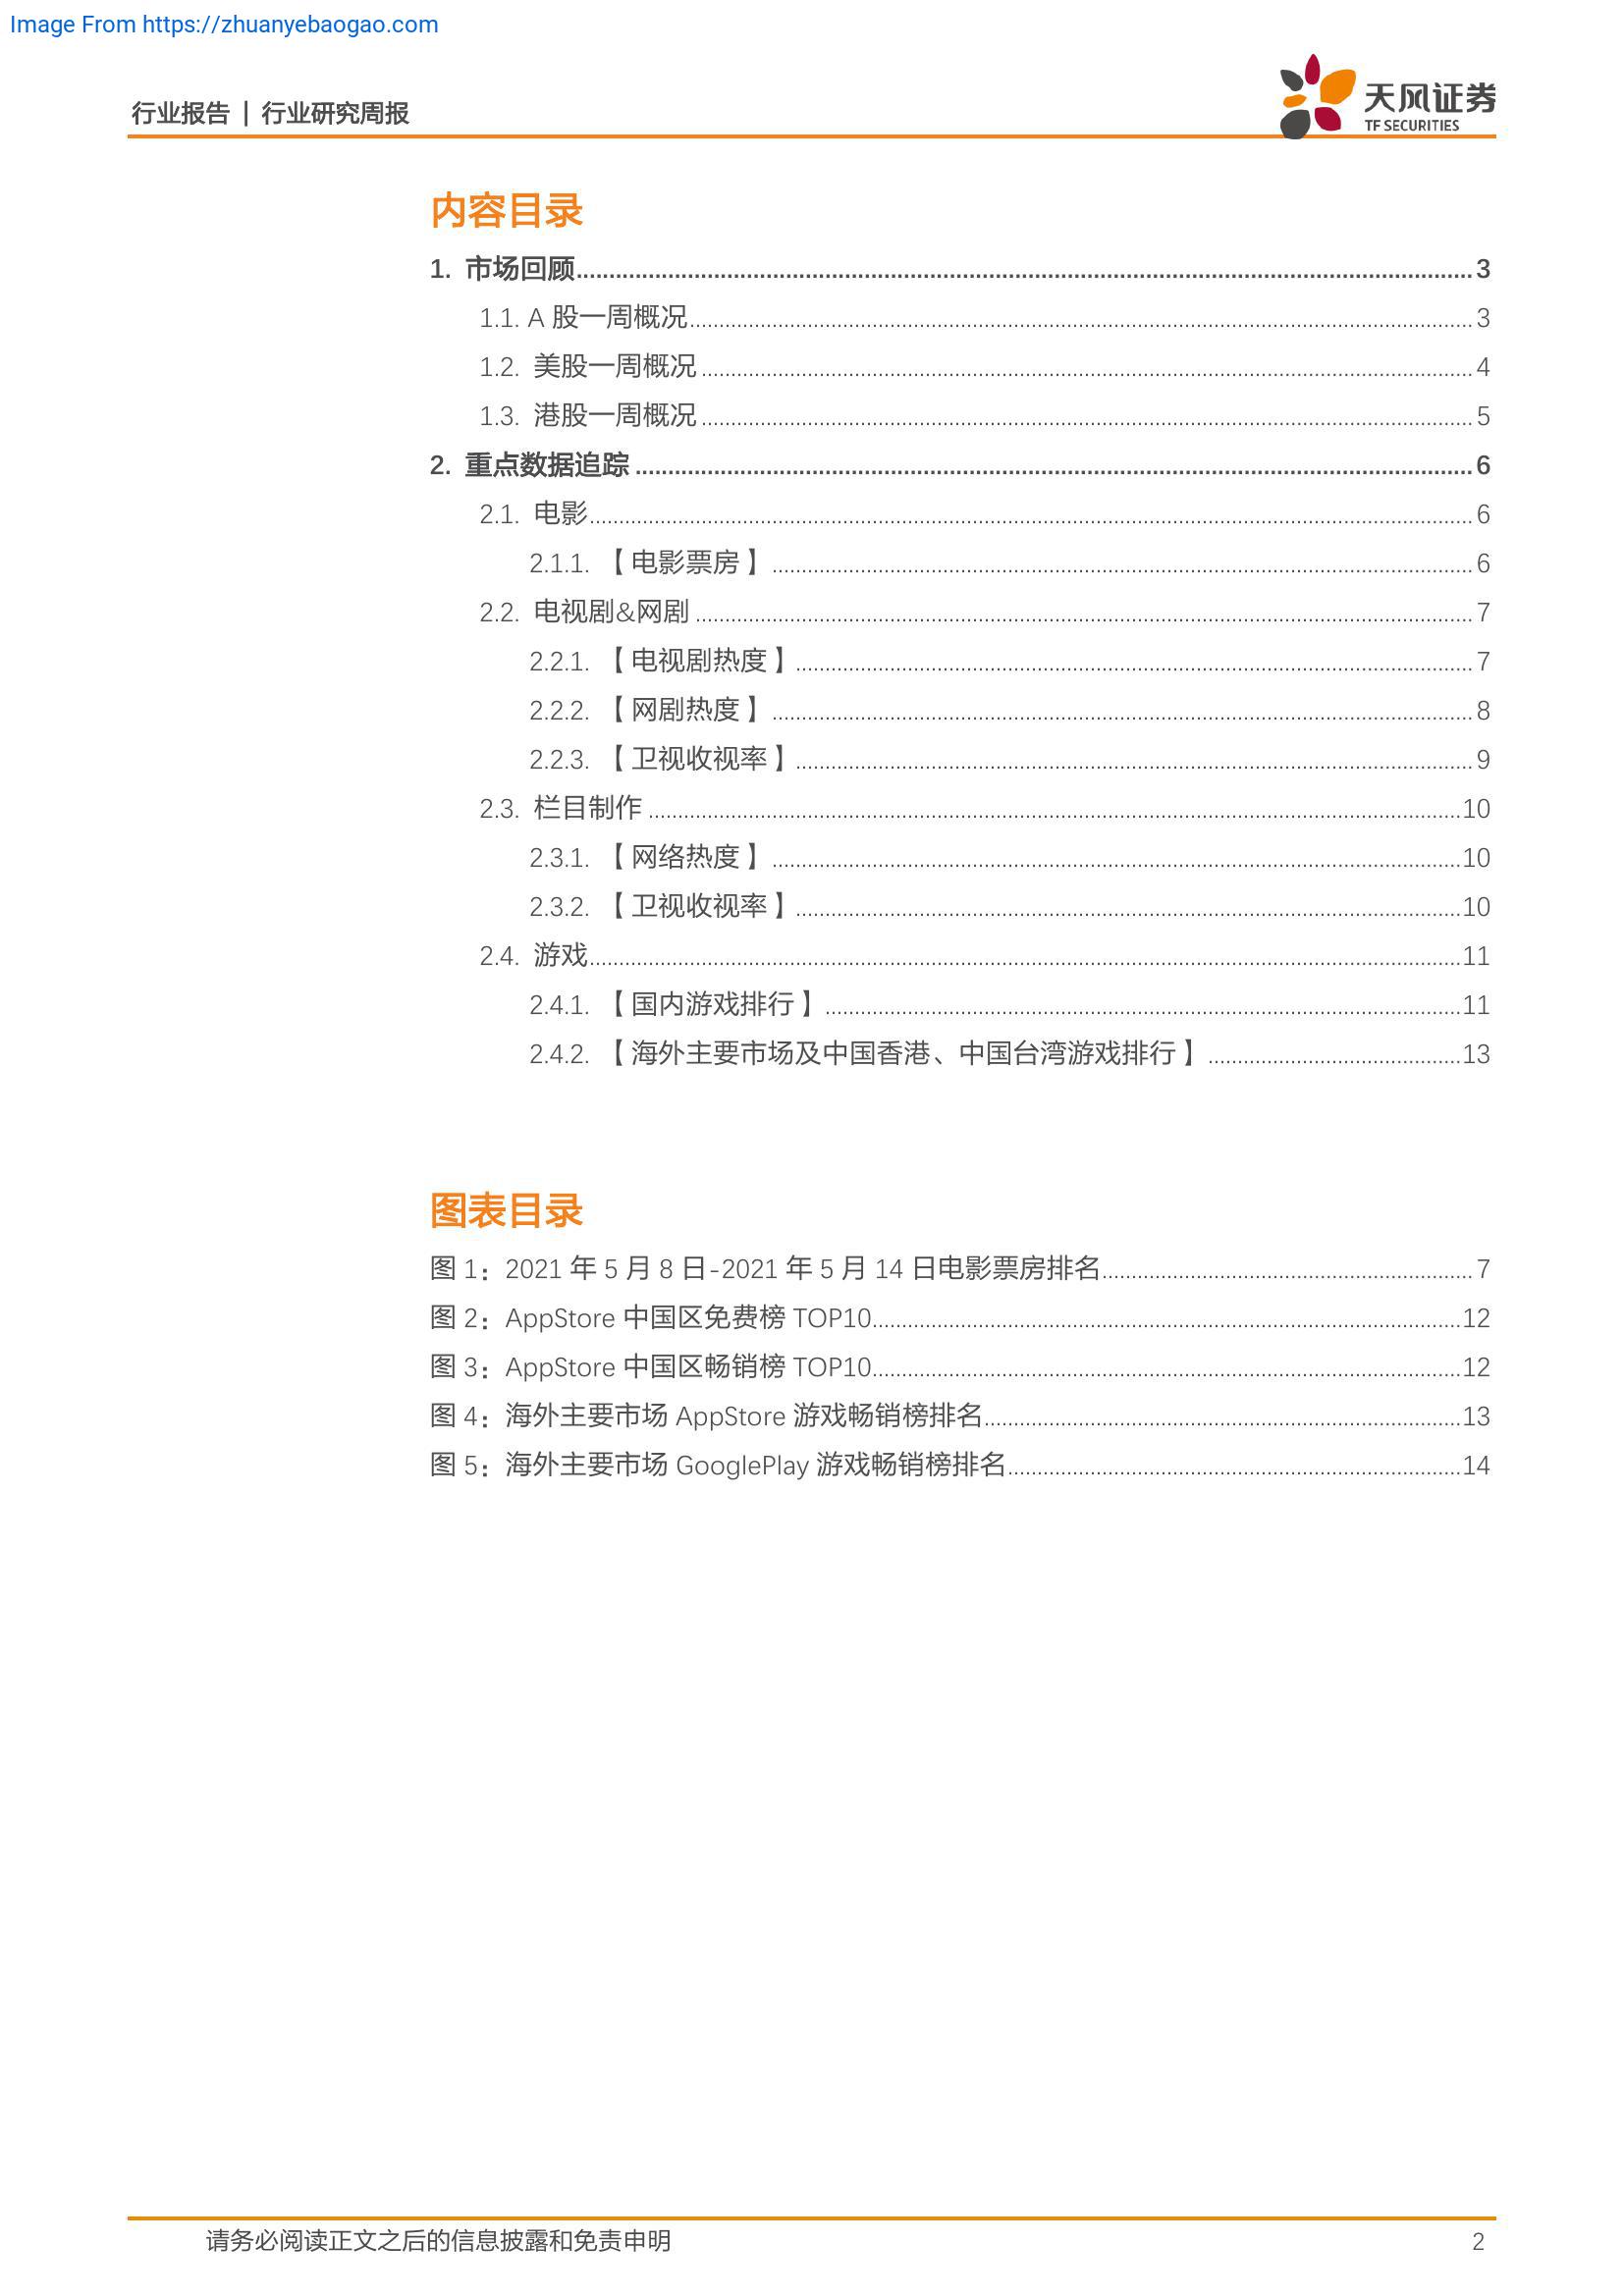 Image From https://zhuanyebaogao.com
行业报告 | 行业研究周报
天风证券
TF SECURITIES
内容目录
1. 市场回顾 3
1.1. A 股一周概况 3
1.2. 美股一周概况 4
1.3. 港股一周概况 5
2. 重点数据追踪 6
2.1. 电影 6
2.1.1. 【电影票房】 6
2.2. 电视剧&网剧 7
2.2.1. 【电视剧热度】 7
2.2.2. 【网剧热度】 8
2.2.3. 【卫视收视率】 9
2.3. 栏目制作 10
2.3.1. 【网络热度】 10
2.3.2. 【卫视收视率】 10
2.4. 游戏 11
2.4.1. 【国内游戏排行】 11
2.4.2. 【海外主要市场及中国香港、中国台湾游戏排行】 13
图表目录
图 1：2021 年 5 月 8 日-2021 年 5 月 14 日电影票房排名 7
图 2：AppStore 中国区免费榜 TOP10 12
图 3：AppStore 中国区畅销榜 TOP10 12
图 4：海外主要市场 AppStore 游戏畅销榜排名 13
图 5：海外主要市场 GooglePlay 游戏畅销榜排名 14
请务必阅读正文之后的信息披露和免责申明 2